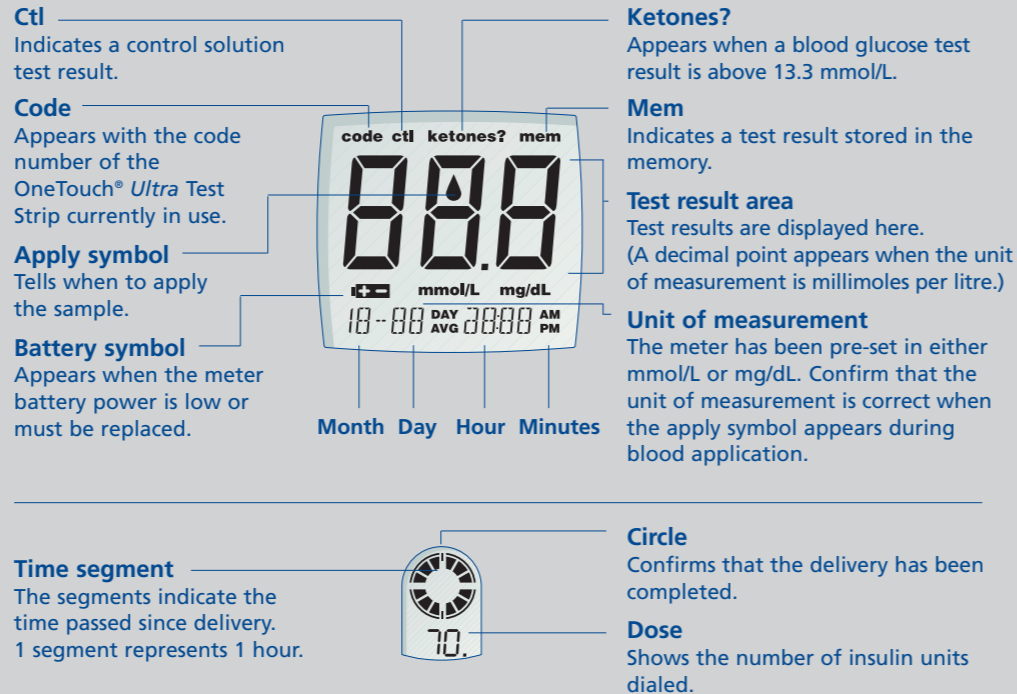 Ctl
Indicates a control solution
test result.
Code
Appears with the code
number of the
OneTouch® Ultra Test
Strip currently in use.
Apply symbol
Tells when to apply
the sample.
Battery symbol
Appears when the meter
battery power is low or
must be replaced.
code ctl ketones? mem
88.8
mmol/L mg/dL
18--88 DAY AVG 28:88 AM PM
Month Day Hour Minutes
Ketones?
Appears when a blood glucose test
result is above 13.3 mmol/L.
Mem
Indicates a test result stored in the
memory.
Test result area
Test results are displayed here.
(A decimal point appears when the unit
of measurement is millimoles per litre.)
Unit of measurement
The meter has been pre-set in either
mmol/L or mg/dL. Confirm that the
unit of measurement is correct when
the apply symbol appears during
blood application.
Time segment
The segments indicate the
time passed since delivery.
1 segment represents 1 hour.
70.
Circle
Confirms that the delivery has been
completed.
Dose
Shows the number of insulin units
dialed.